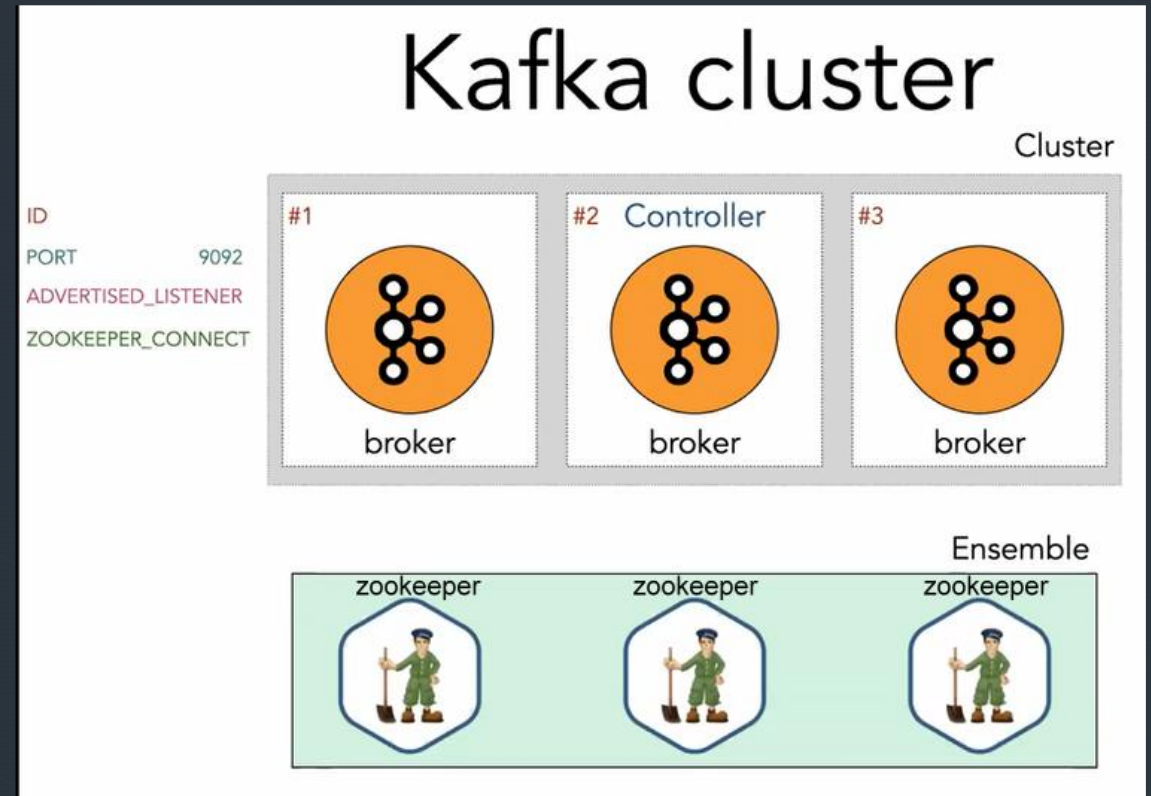 Kafka cluster
Cluster
ID
PORT 9092
ADVERTISED_LISTENER
ZOOKEEPER_CONNECT
#1
broker
#2 Controller
broker
#3
broker
Ensemble
zookeeper
zookeeper
zookeeper